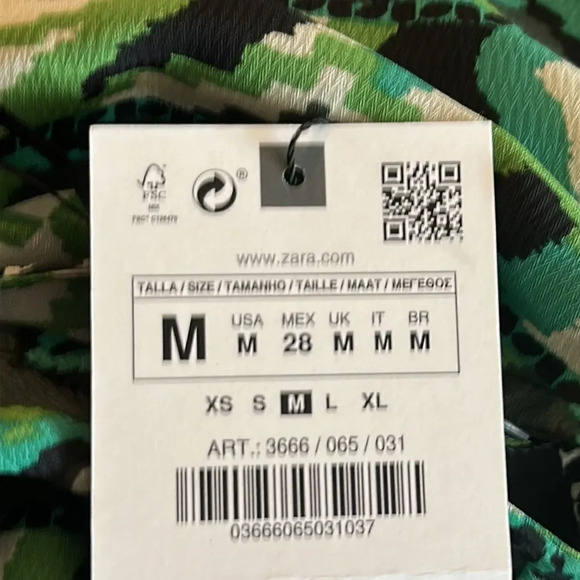 FSC
®
www.zara.com
TALLA / SIZE / TAMANHO / TAILLE / MAAT / ΜΕΓΕΘΟΣ
M USA MEX UK IT BR
M 28 M M M
XS S M L XL
ART.: 3666 / 065 / 031
03666065031037